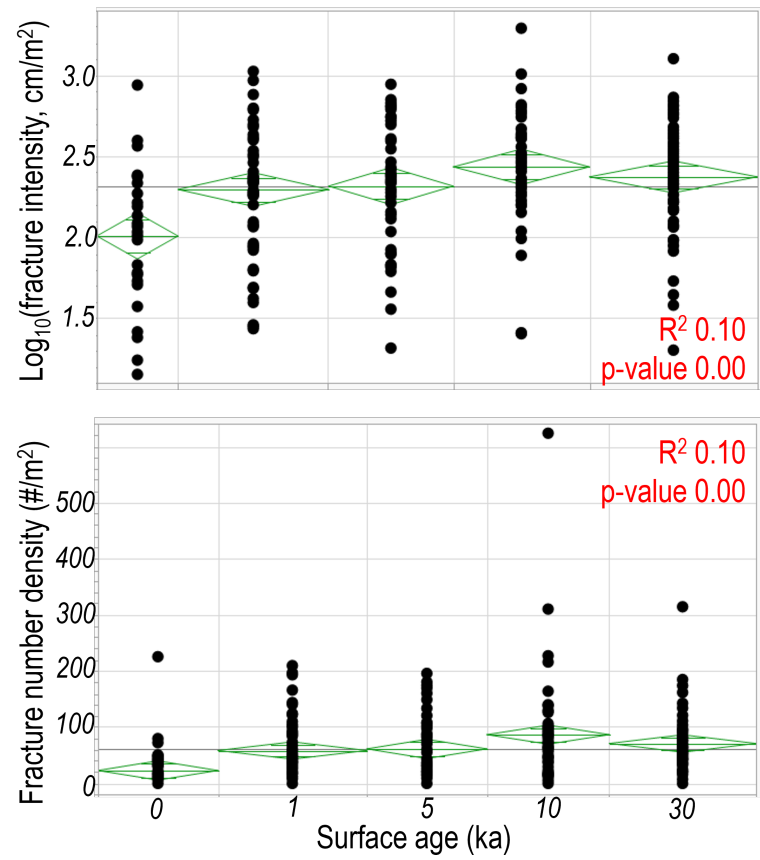 Log₁₀(fracture intensity, cm/m²)
3.0
2.5
2.0
1.5
R² 0.10
p-value 0.00
Fracture number density (#/m²)
500
400
300
200
100
0
R² 0.10
p-value 0.00
0 1 5 10 30
Surface age (ka)